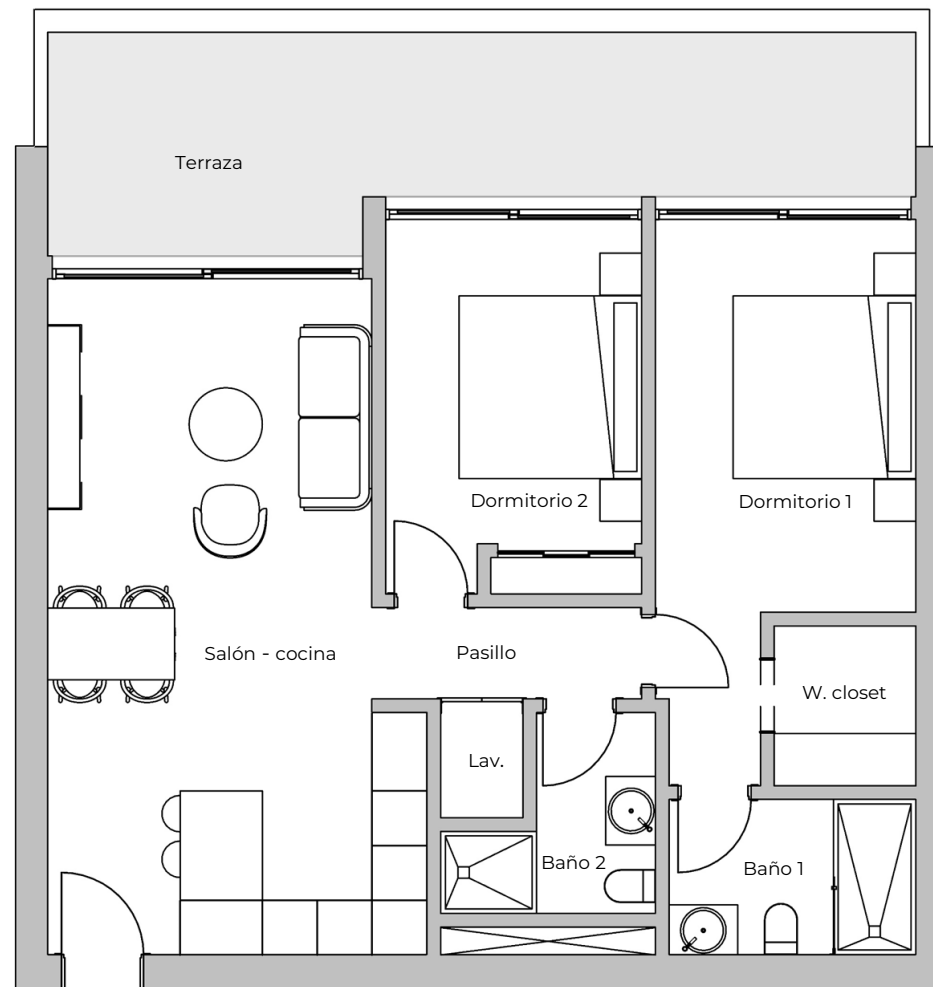 Terraza
Dormitorio 2
Dormitorio 1
Salón - cocina
Pasillo
W. closet
Lav.
Baño 2
Baño 1